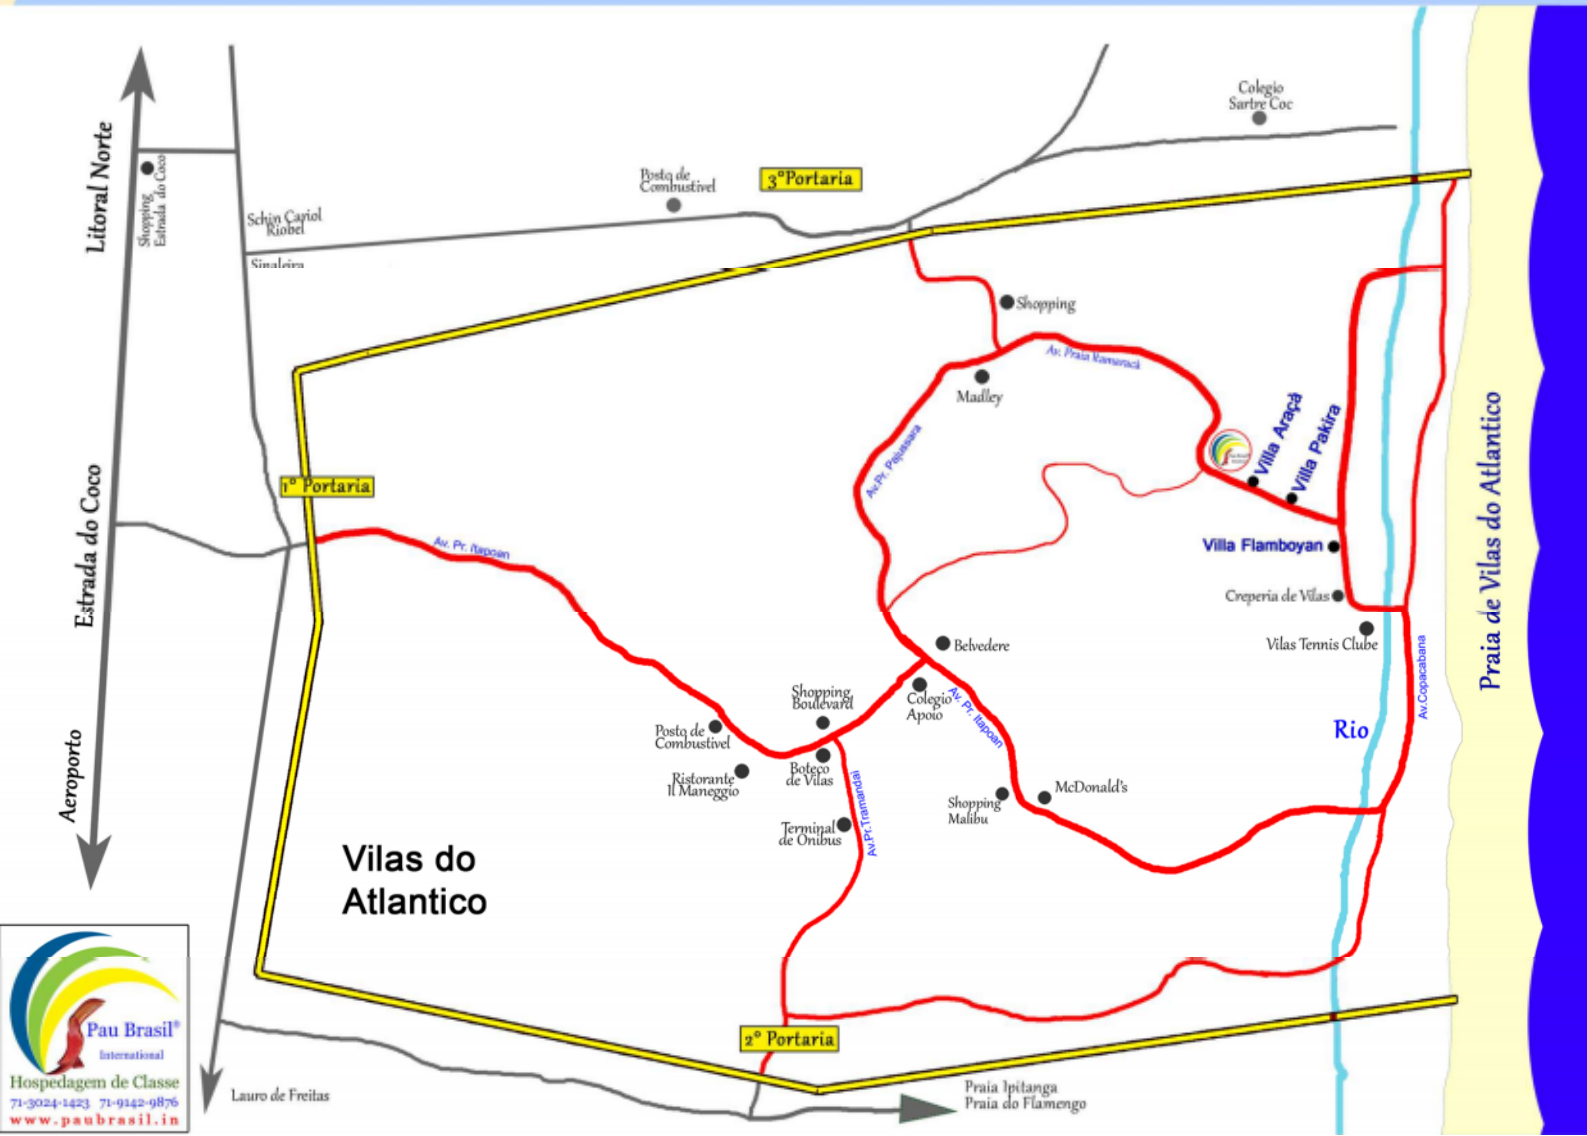 Colegio
Sartre Coc
Litoral Norte
Shopping
Estrada do Coco
Posto de
Combustivel
3ºPortaria
Schin Cariol
Riobel
Sinaleira
Shopping
Av. Praia Itamaracá
Madley
Av.Pr. Pajussara
Villa Araçá
Villa Pakira
Pau Brasil
1º Portaria
Estrada do Coco
Av. Pr. Itapoan
Villa Flamboyan
Creperia de Vilas
Vilas Tennis Clube
Praia de Vilas do Atlantico
Belvedere
Colegio
Apoio
Av. Pr. Itapoan
Av.Copacabana
Rio
Shopping
Boulevard
Posto de
Combustivel
Boteco
de Vilas
Ristorante
Il Maneggio
Aeroporto
Terminal
de Onibus
Av.Pr.Tramandai
Shopping
Malibu
McDonald's
Vilas do
Atlantico
2º Portaria
Pau Brasil®
International
Hospedagem de Classe
71-3024-1423 71-9142-9876
www.paubrasil.in
Lauro de Freitas
Praia Ipitanga
Praia do Flamengo